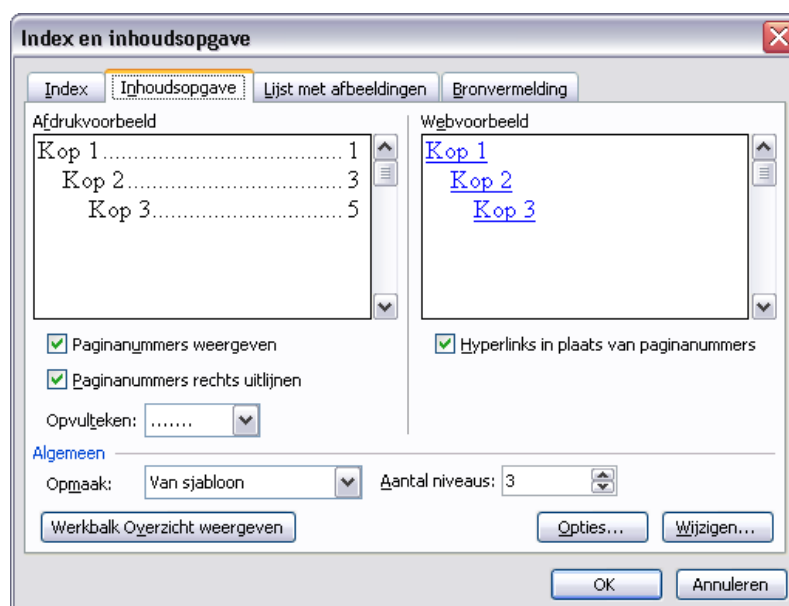 Index en inhoudsopgave
Index Inhoudsopgave Lijst met afbeeldingen Bronvermelding
Afdrukvoorbeeld
Kop 1........................................ 1
Kop 2.................................... 3
Kop 3................................ 5
Webvoorbeeld
Kop 1
Kop 2
Kop 3
Paginanummers weergeven
Paginanummers rechts uitlijnen
Hyperlinks in plaats van paginanummers
Opvulteken: .......
Algemeen
Opmaak: Van sjabloon Aantal niveaus: 3
Werkbalk Overzicht weergeven Opties... Wijzigen...
OK Annuleren